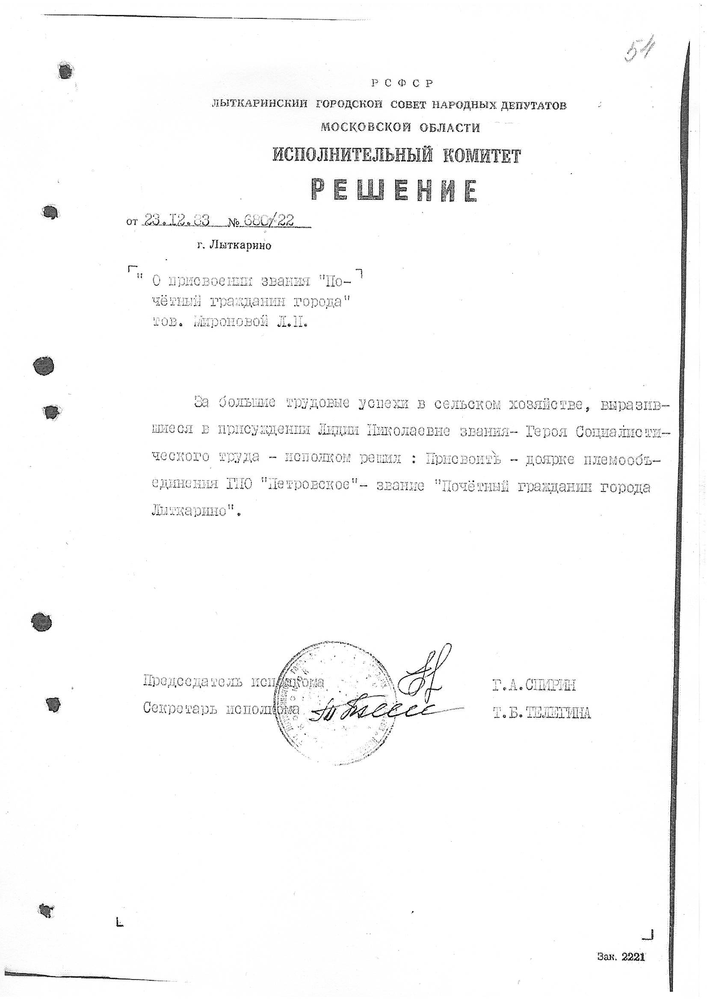 54
Р С Ф С Р
ЛЫТКАРИНСКИЙ ГОРОДСКОЙ СОВЕТ НАРОДНЫХ ДЕПУТАТОВ
МОСКОВСКОЙ ОБЛАСТИ
ИСПОЛНИТЕЛЬНЫЙ КОМИТЕТ
РЕШЕНИЕ
от 23.I2.83 № 680/22
г. Лыткарино
" О присвоении звания "По-
чётный гражданин города"
тов. Мироновой Л.Н.
За большие трудовые успехи в сельском хозяйстве, выразив-
шиеся в присуждении Лидии Николаевне звания- Героя Социалисти-
ческого труда - исполком решил : Присвоить - доярке племообъ-
единения ГПО "Петровское"- звание "Почётный гражданин города
Лыткарино".
Председатель исполкома Г.А.СПИРИН
Секретарь исполкома Т.Б.ТЕЛЕГИНА
Зак. 2221